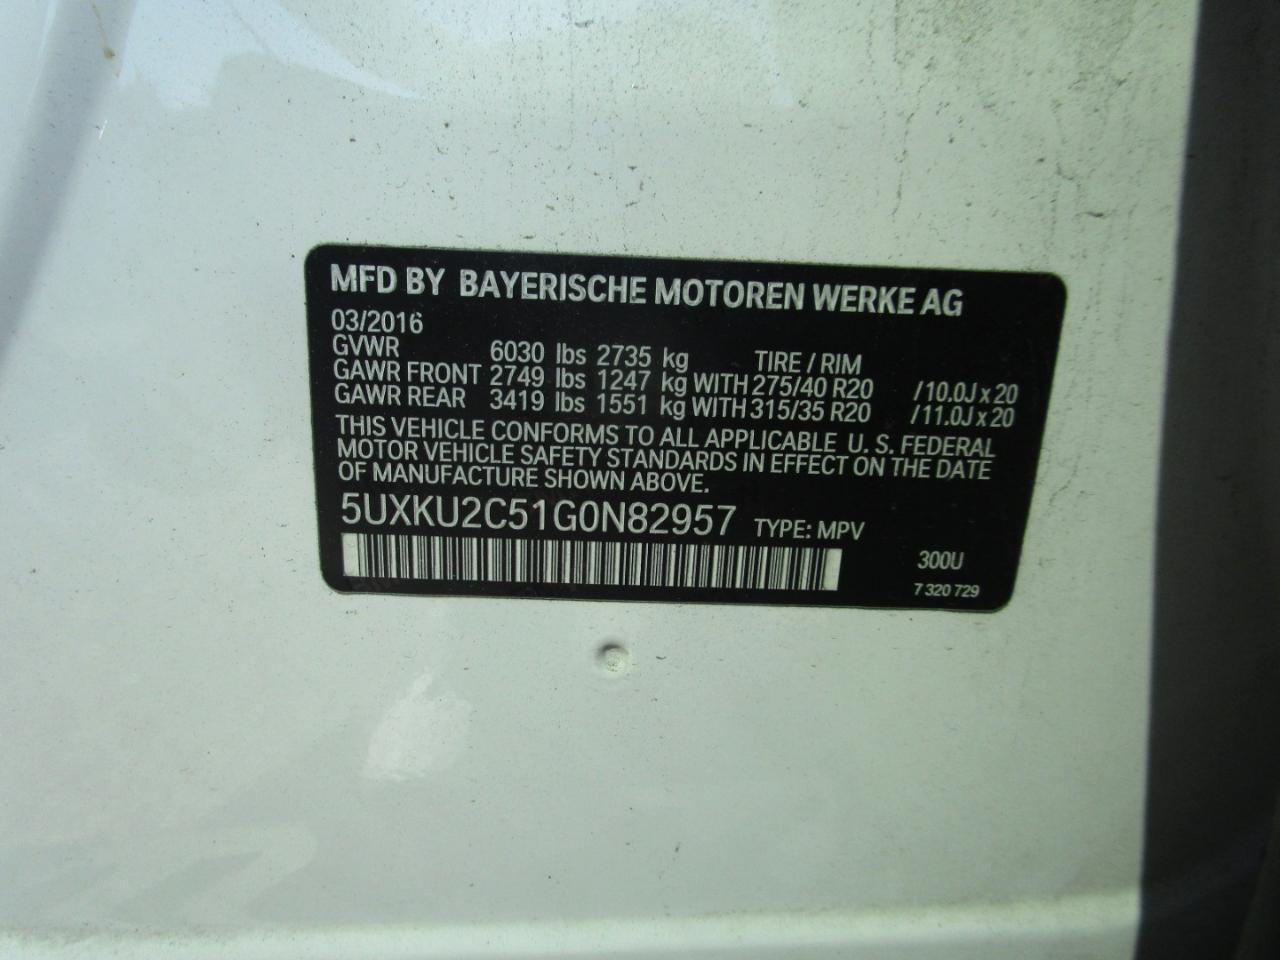 MFD BY BAYERISCHE MOTOREN WERKE AG
03/2016
GVWR 6030 lbs 2735 kg TIRE / RIM
GAWR FRONT 2749 lbs 1247 kg WITH 275/40 R20 /10.0J x 20
GAWR REAR 3419 lbs 1551 kg WITH 315/35 R20 /11.0J x 20
THIS VEHICLE CONFORMS TO ALL APPLICABLE U. S. FEDERAL
MOTOR VEHICLE SAFETY STANDARDS IN EFFECT ON THE DATE
OF MANUFACTURE SHOWN ABOVE.
5UXKU2C51G0N82957 TYPE: MPV
300U
7 320 729